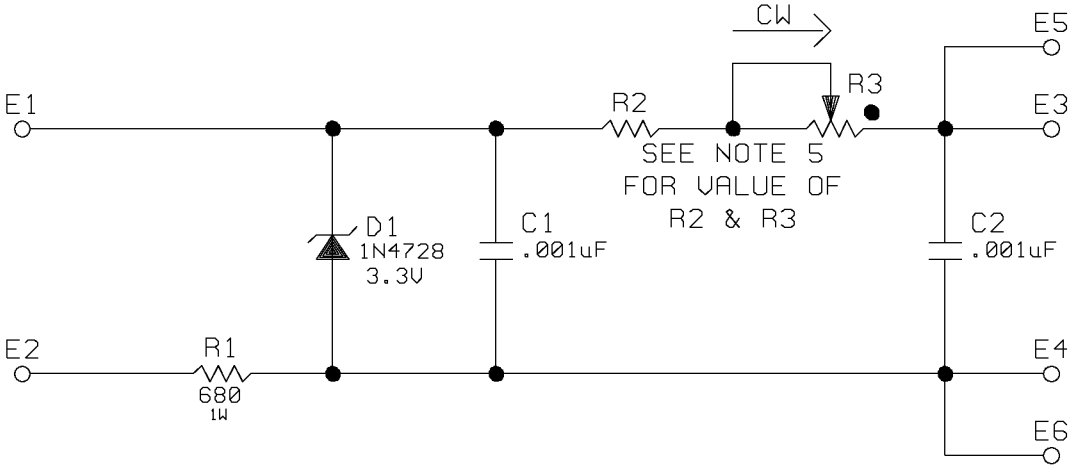 CW
E5
E1
R2
R3
E3
SEE NOTE 5
FOR VALUE OF
R2 & R3
D1
1N4728
3.3V
C1
.001uF
C2
.001uF
E2
R1
680
1W
E4
E6